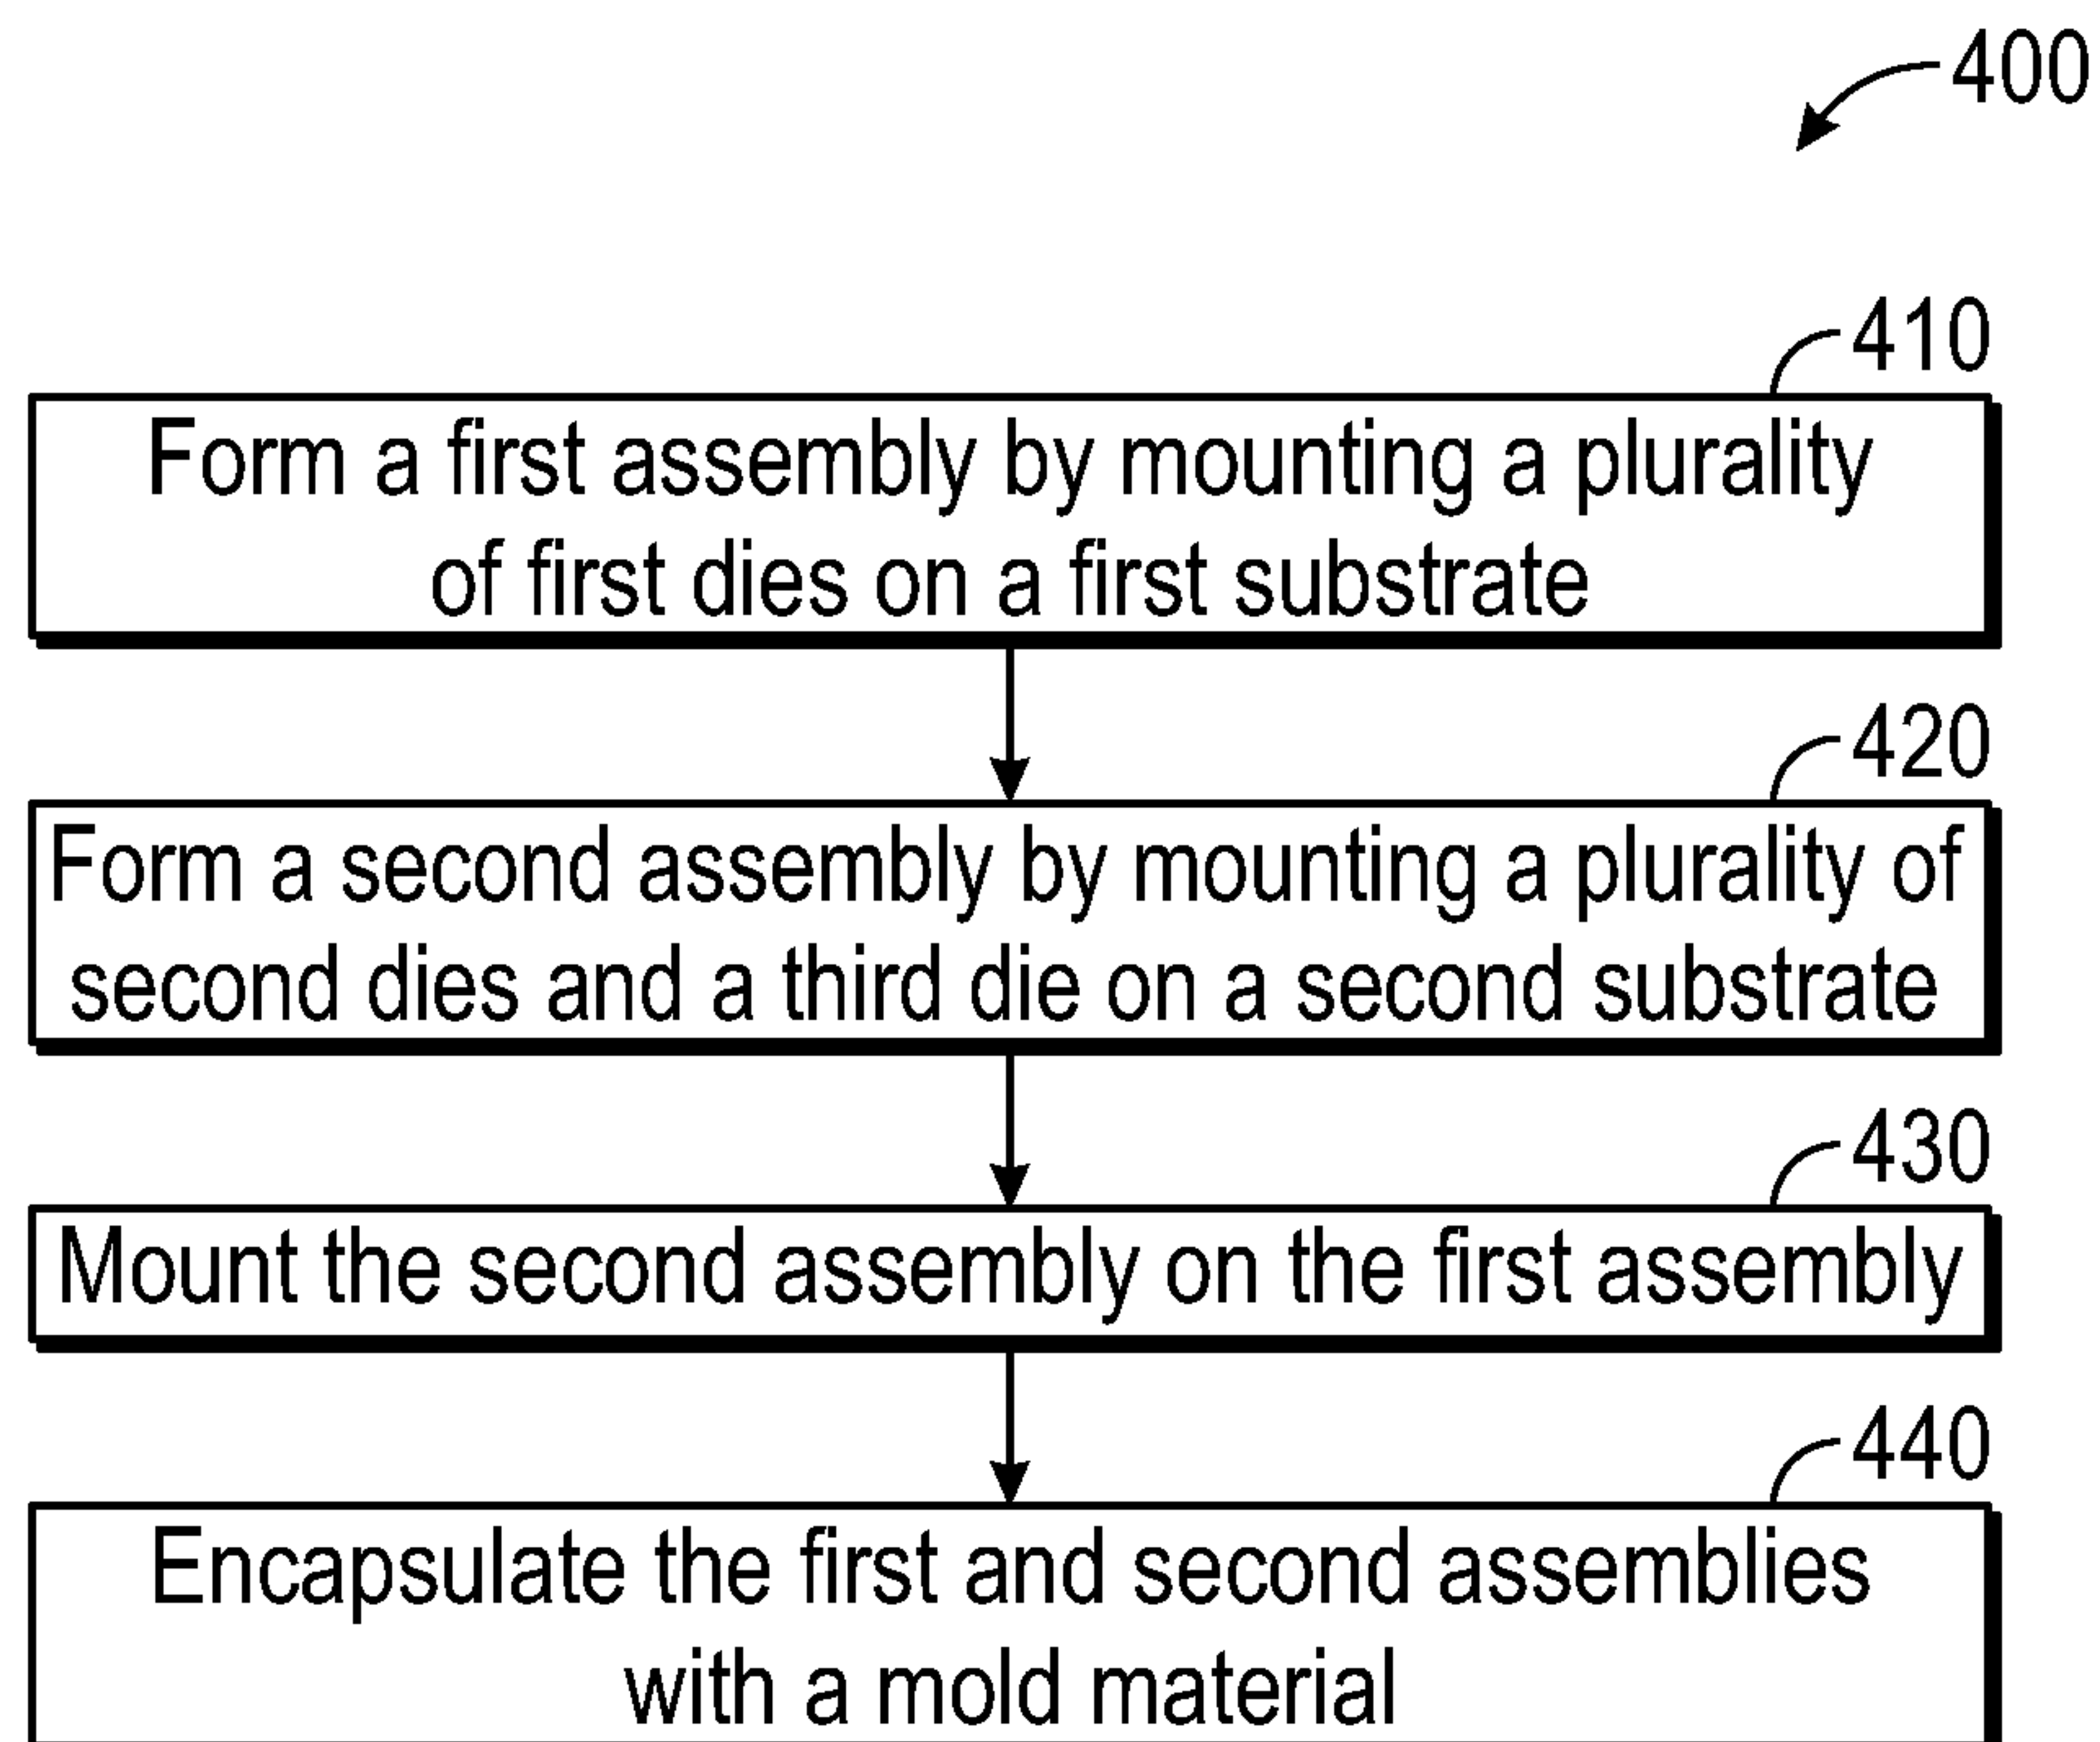 400
410
Form a first assembly by mounting a plurality
of first dies on a first substrate
420
Form a second assembly by mounting a plurality of
second dies and a third die on a second substrate
430
Mount the second assembly on the first assembly
440
Encapsulate the first and second assemblies
with a mold material